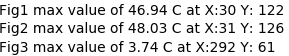 Fig1 max value of 46.94 C at X:30 Y: 122
Fig2 max value of 48.03 C at X:31 Y: 126
Fig3 max value of 3.74 C at X:292 Y: 61